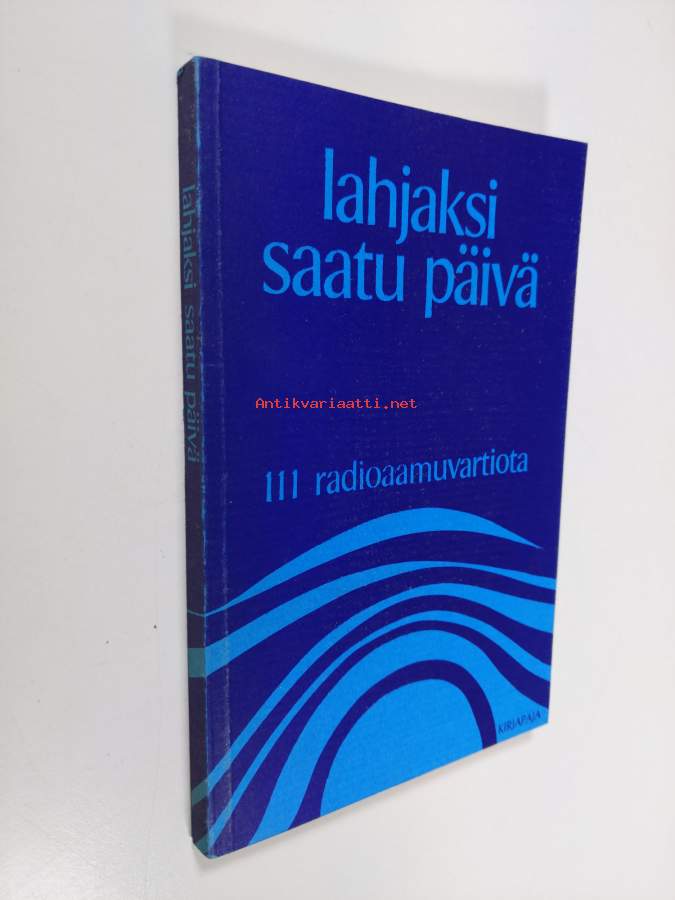 lahjaksi
saatu päivä
Antikvariaatti.net
111 radioaamuvartiota
KIRJAPAJA
lahjaksi saatu päivä